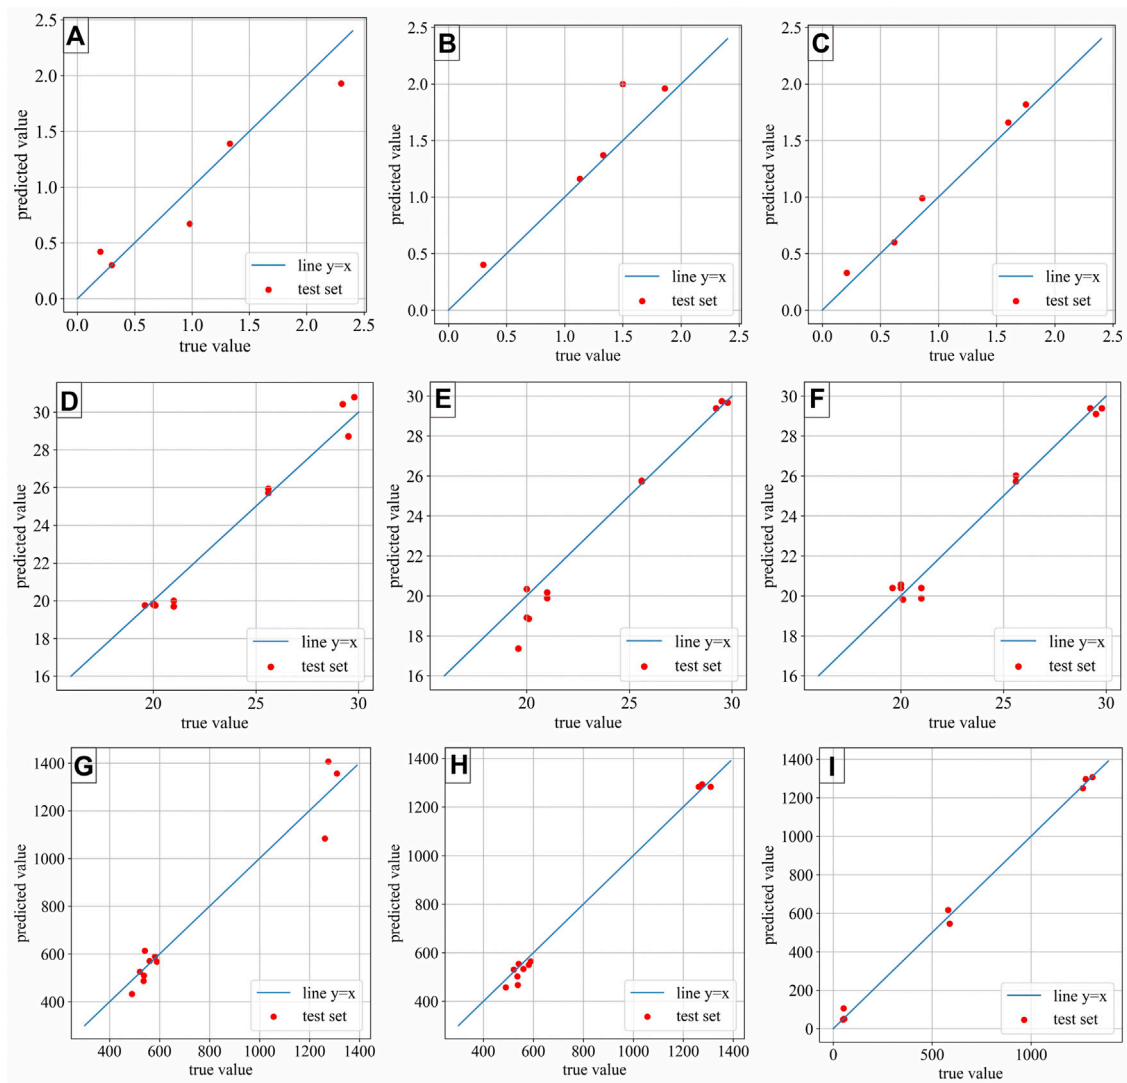 A
predicted value
2.5
2.0
1.5
1.0
0.5
0.0
line y=x
test set
0.0 0.5 1.0 1.5 2.0 2.5
true value
B
predicted value
2.5
2.0
1.5
1.0
0.5
0.0
line y=x
test set
0.0 0.5 1.0 1.5 2.0 2.5
true value
C
predicted value
2.5
2.0
1.5
1.0
0.5
0.0
line y=x
test set
0.0 0.5 1.0 1.5 2.0 2.5
true value
D
predicted value
30
28
26
24
22
20
18
16
line y=x
test set
20 25 30
true value
E
predicted value
30
28
26
24
22
20
18
16
line y=x
test set
20 25 30
true value
F
predicted value
30
28
26
24
22
20
18
16
line y=x
test set
20 25 30
true value
G
predicted value
1400
1200
1000
800
600
400
line y=x
test set
400 600 800 1000 1200 1400
true value
H
predicted value
1400
1200
1000
800
600
400
line y=x
test set
400 600 800 1000 1200 1400
true value
I
predicted value
1400
1200
1000
800
600
400
200
0
line y=x
test set
0 500 1000
true value